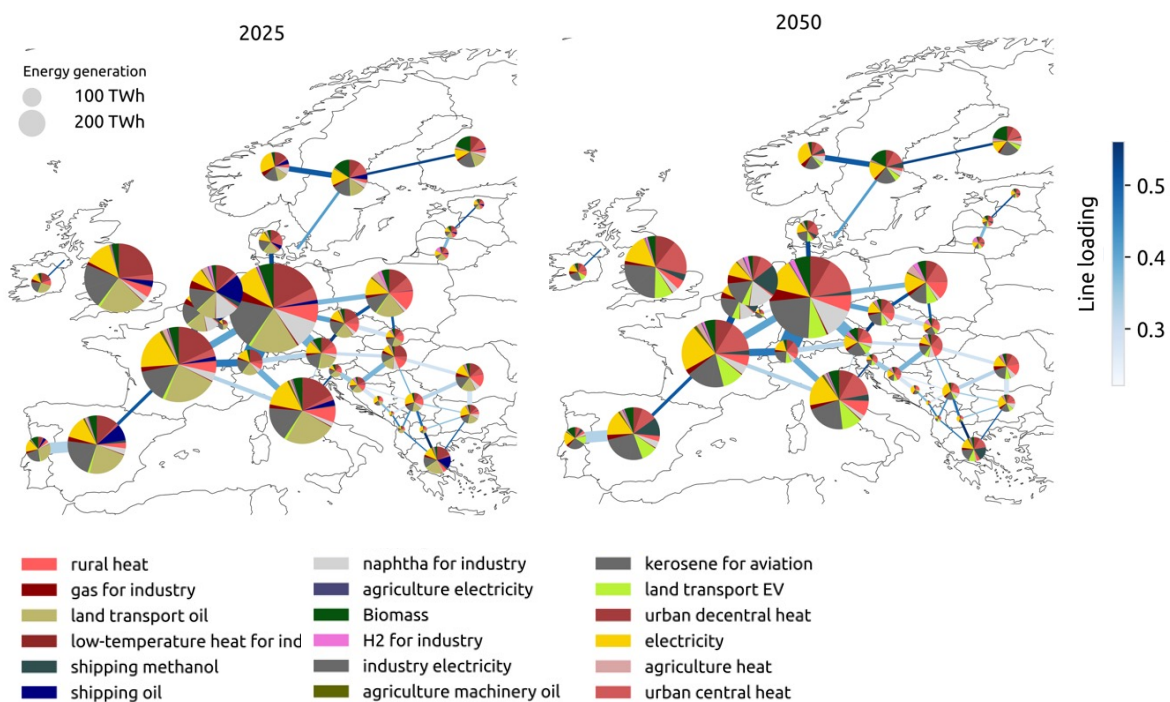 2025
2050
Energy generation
100 TWh
200 TWh
0.5
0.4
0.3
Line loading
rural heat
gas for industry
land transport oil
low-temperature heat for ind
shipping methanol
shipping oil
naphtha for industry
agriculture electricity
Biomass
H2 for industry
industry electricity
agriculture machinery oil
kerosene for aviation
land transport EV
urban decentral heat
electricity
agriculture heat
urban central heat